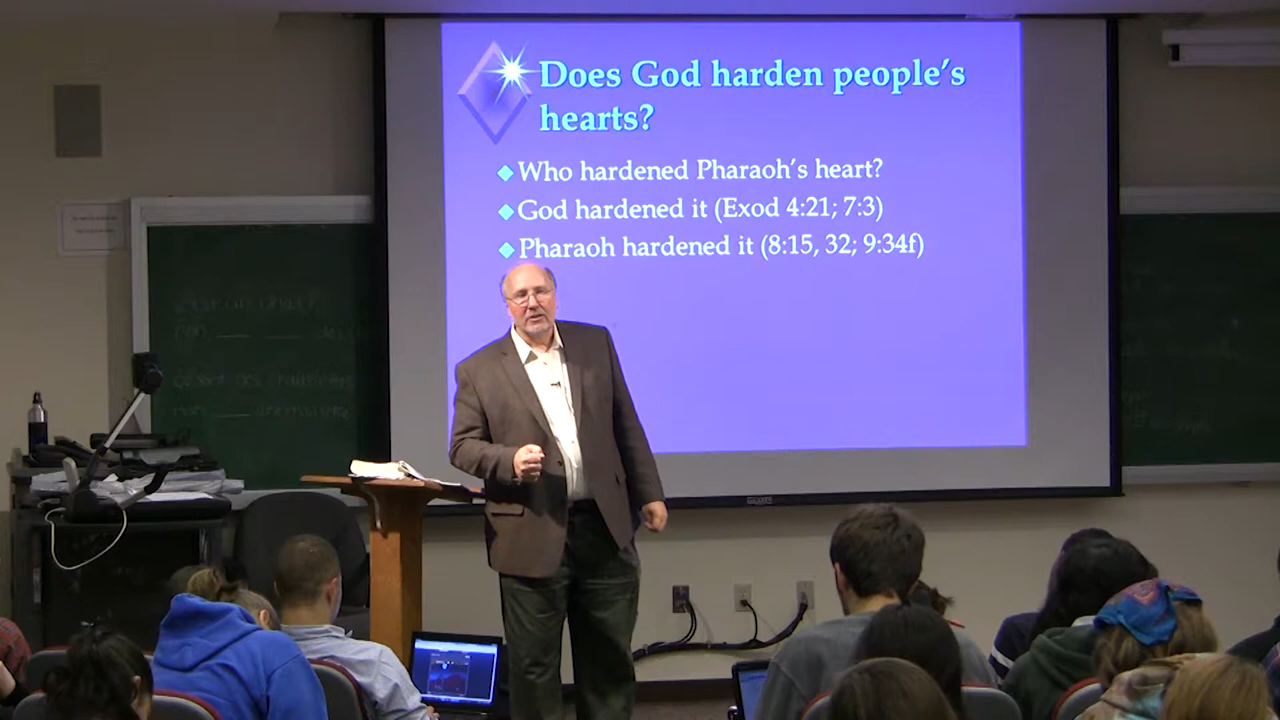 Does God harden people's
hearts?
Who hardened Pharaoh's heart?
God hardened it (Exod 4:21; 7:3)
Pharaoh hardened it (8:15, 32; 9:34f)